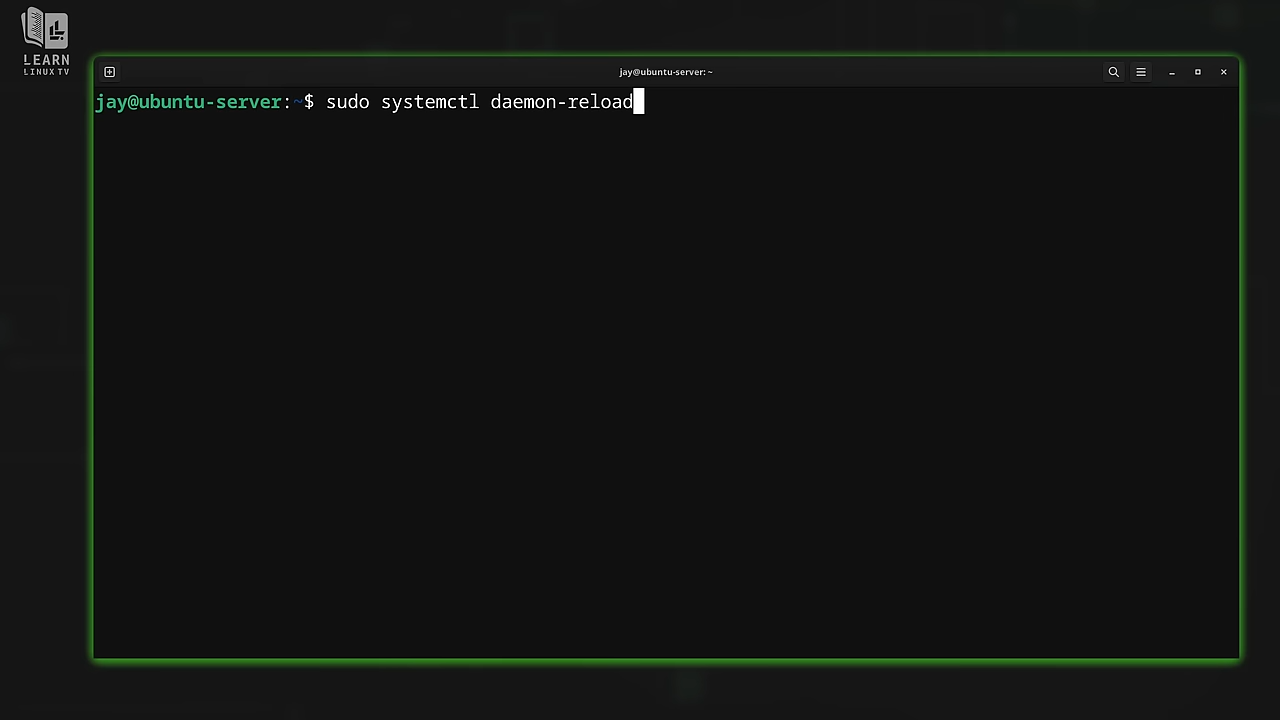 LEARN
LINUX TV
jay@ubuntu-server: ~
jay@ubuntu-server:~$ sudo systemctl daemon-reload